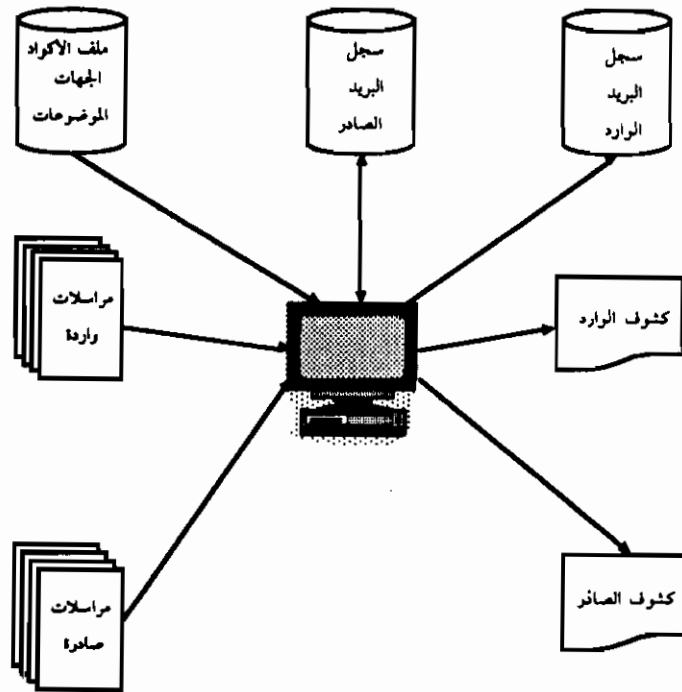 سجل
البريد
الوارد
سجل
البريد
الصادر
ملف الأكواد
الجهات
الموضوعات
كشوف الوارد
مراسلات
واردة
كشوف الصادر
مراسلات
صادرة